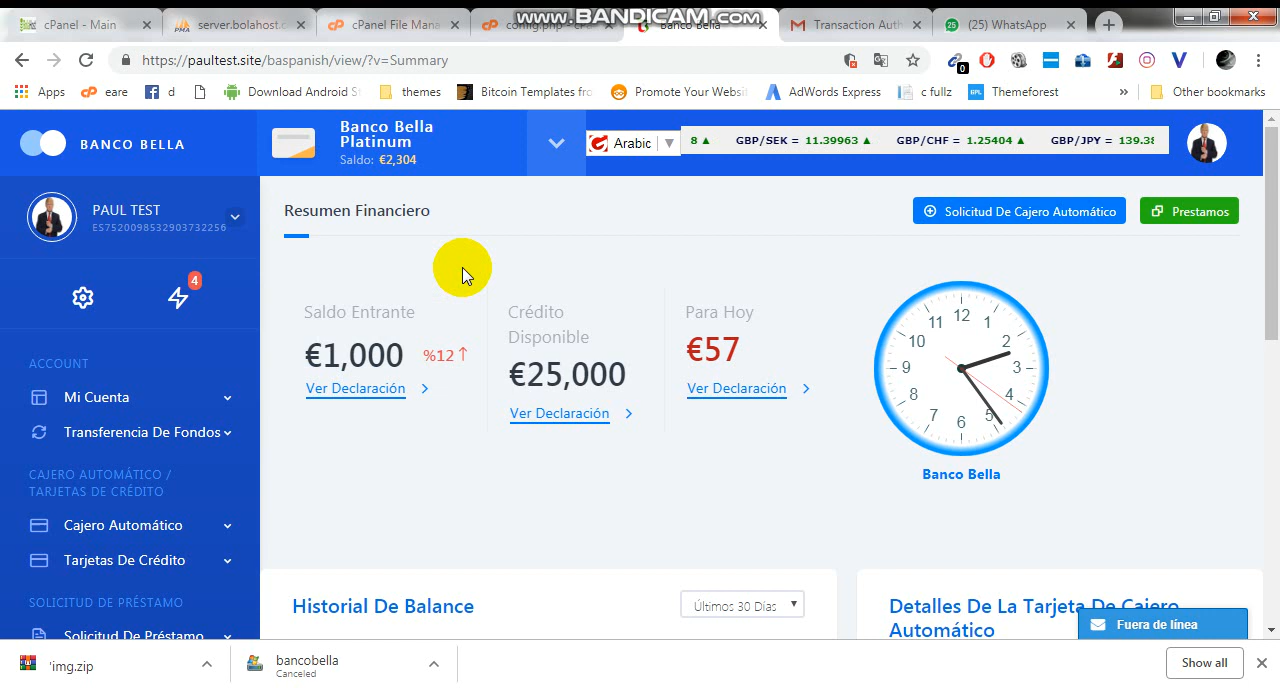 www.BANDICAM.com
cPanel - Main
server.bolahost.c
cPanel File Mana
config.php - cPa
Banco Bella
Transaction Auth
(25) WhatsApp
https://paultest.site/baspanish/view/?v=Summary
0
Apps
eare
d
Download Android S
themes
Bitcoin Templates fro
Promote Your Websi
AdWords Express
c fullz
Themeforest
Other bookmarks
BANCO BELLA
Banco Bella
Platinum
Saldo: €2,304
Arabic
8 ▲ GBP/SEK = 11.39963 ▲ GBP/CHF = 1.25404 ▲ GBP/JPY = 139.38
PAUL TEST
ES7520098532903732256
4
Resumen Financiero
Solicitud De Cajero Automático
Prestamos
Saldo Entrante
€1,000 %12
Ver Declaración
Crédito
Disponible
€25,000
Ver Declaración
Para Hoy
€57
Ver Declaración
12
1
2
3
4
5
6
7
8
9
10
11
Banco Bella
ACCOUNT
Mi Cuenta
Transferencia De Fondos
CAJERO AUTOMÁTICO /
TARJETAS DE CRÉDITO
Cajero Automático
Tarjetas De Crédito
SOLICITUD DE PRÉSTAMO
Solicitud De Préstamo
Historial De Balance
Últimos 30 Días
Detalles De La Tarjeta De Cajero
Automático
Fuera de línea
'img.zip
bancobella
Canceled
Show all